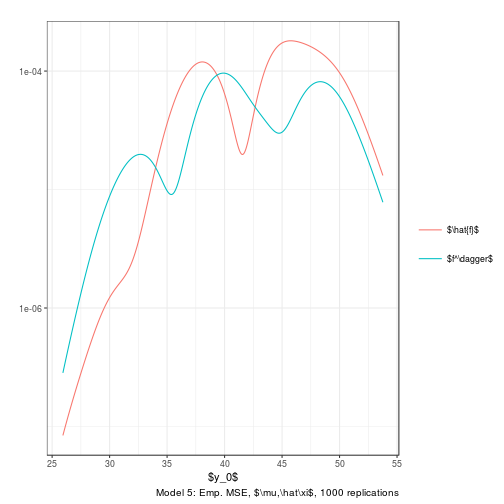 1e-04
1e-06
25 30 35 40 45 50 55
$y_0$
$\hat{f}$
$f^\dagger$
Model 5: Emp. MSE, $\mu,\hat\xi$, 1000 replications